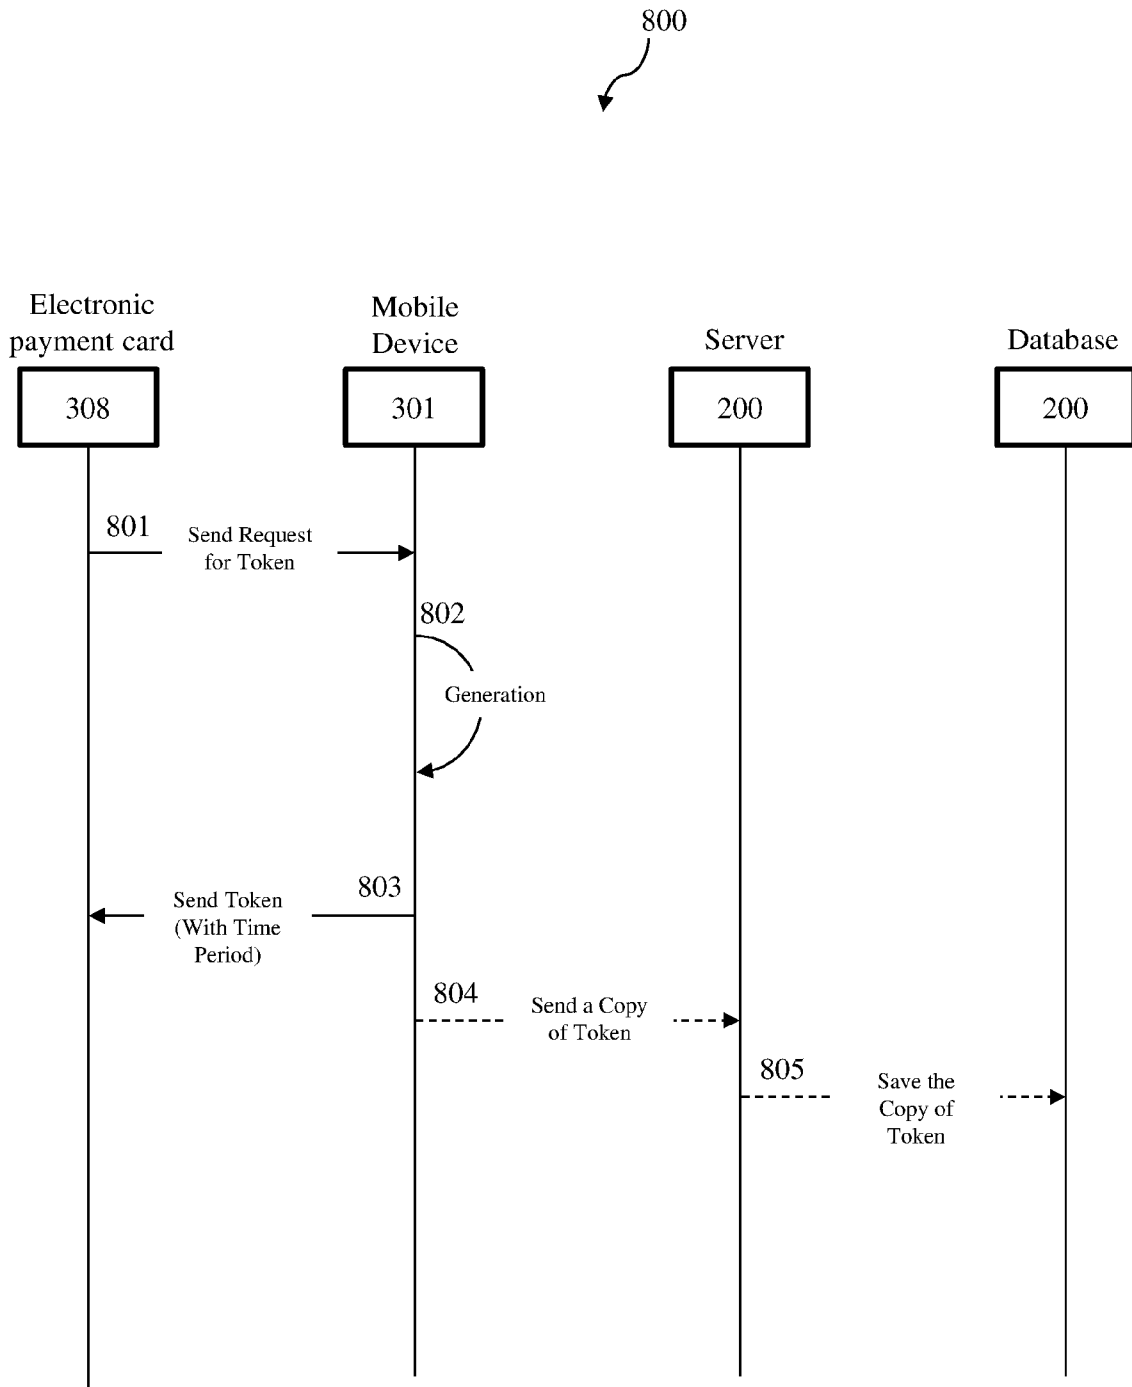 800
Electronic
payment card
Mobile
Device
Server
Database
308
301
200
200
801
Send Request
for Token
802
Generation
803
Send Token
(With Time
Period)
804
Send a Copy
of Token
805
Save the
Copy of
Token